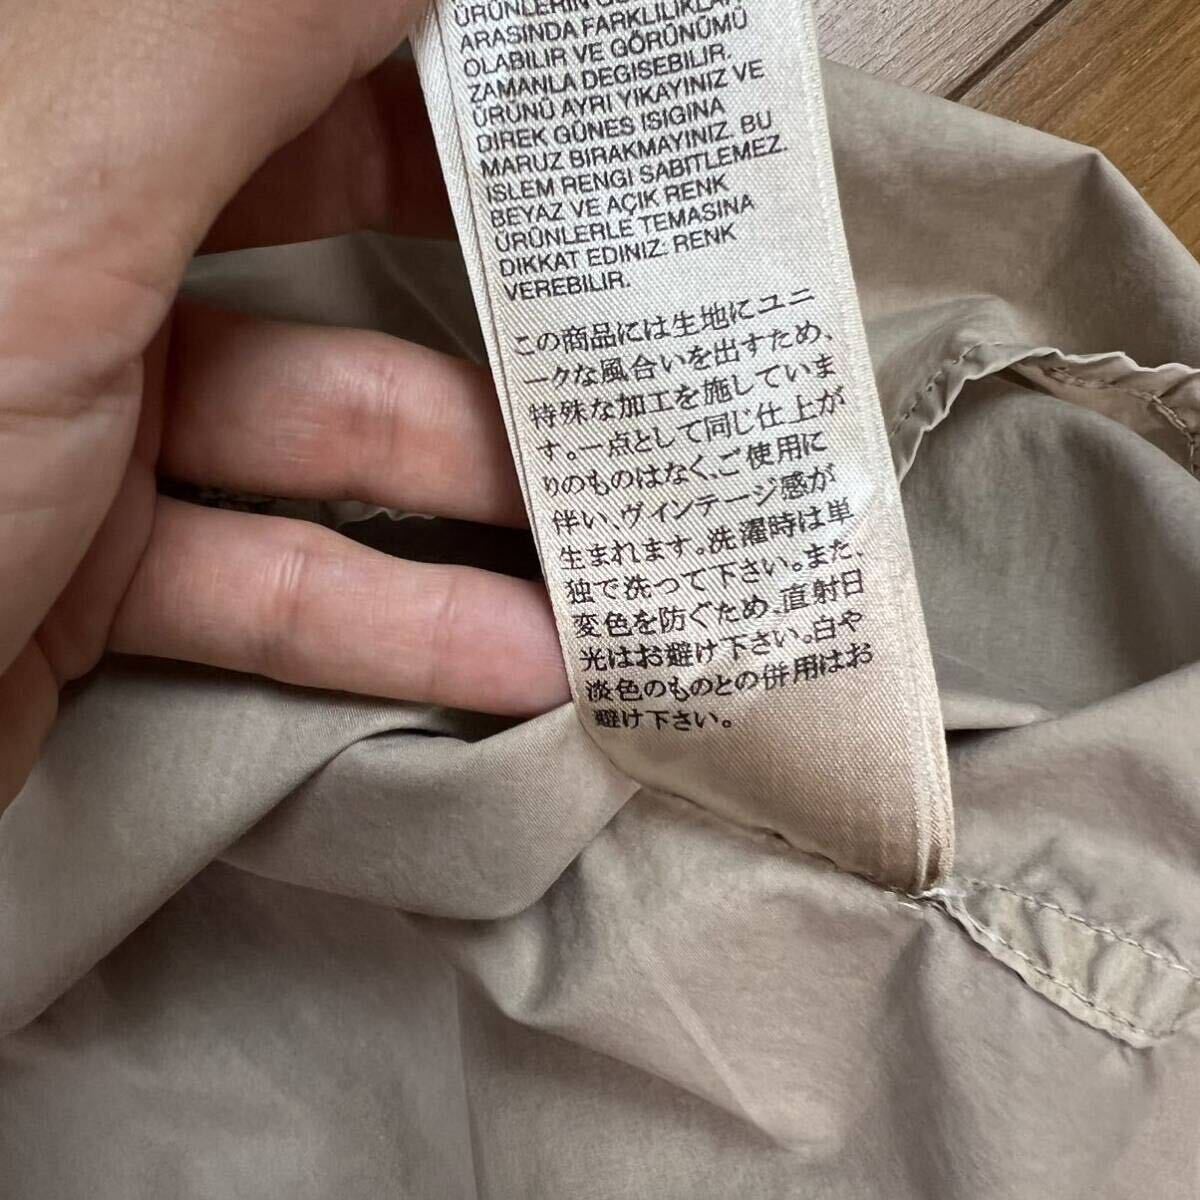 ÜRÜNLERIN
ARASINDA FARKLILIKLA
OLABILIR VE GÖRÜNÜMÜ
ZAMANLA DEGISEBILIR.
ÜRÜNÜ AYRI YIKAYINIZ VE
DIREK GÜNES ISIGINA
MARUZ BIRAKMAYINIZ. BU
ISLEM RENGI SABITLEMEZ.
BEYAZ VE AÇIK RENK
ÜRÜNLERLE TEMASINA
DIKKAT EDINIZ. RENK
VEREBILIR.
この商品には生地にユニ
ークな風合いを出すため、
特殊な加工を施していま
す。一点として同じ仕上が
りのものはなく、ご使用に
伴い、ヴィンテージ感が
生まれます。洗濯時は単
独で洗って下さい。また、
変色を防ぐため、直射日
光はお避け下さい。白や
淡色のものとの併用はお
避け下さい。